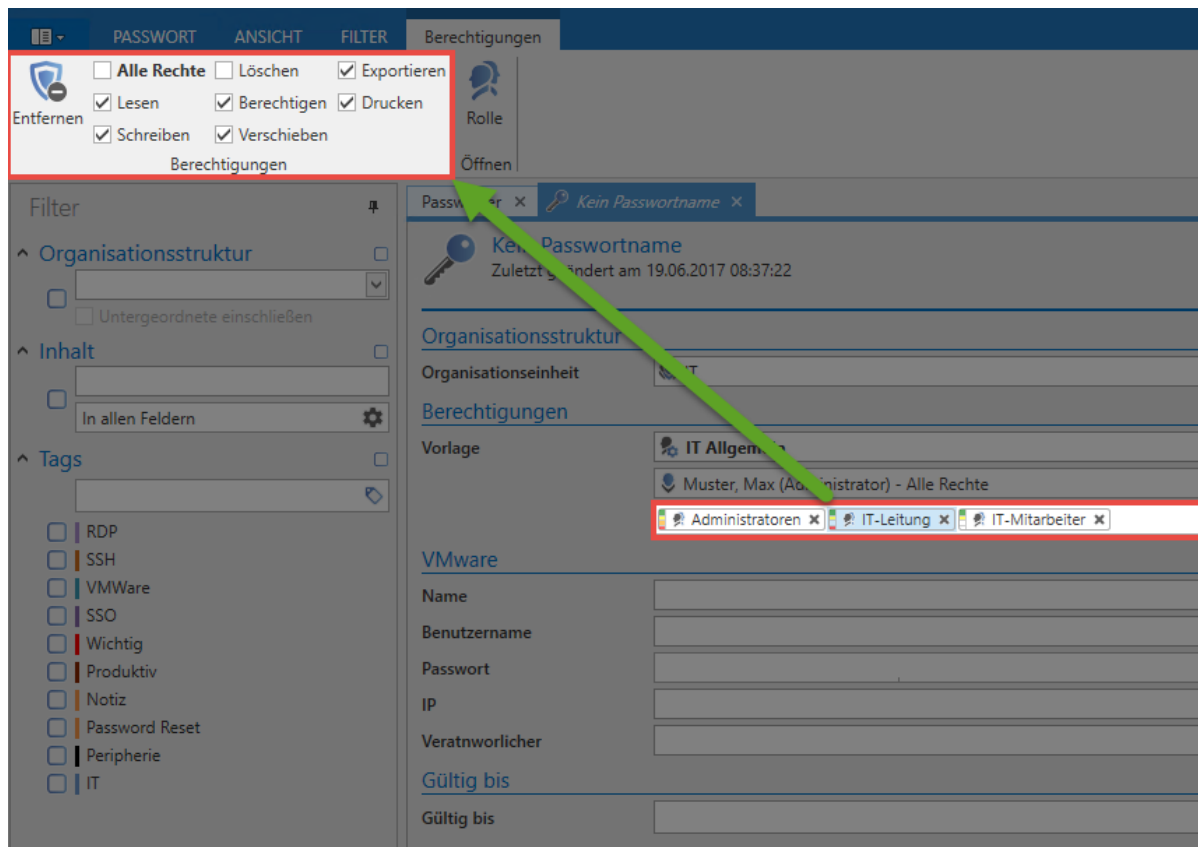 PASSWORT ANSICHT FILTER Berechtigungen
Alle Rechte Löschen Exportieren
Lesen Berechtigen Drucken
Entfernen Rolle
Schreiben Verschieben
Berechtigungen Öffnen
Filter
Organisationsstruktur
Untergeordnete einschließen
Inhalt
In allen Feldern
Tags
RDP
SSH
VMWare
SSO
Wichtig
Produktiv
Notiz
Password Reset
Peripherie
IT
Kein Passwortname
Kein Passwortname
Zuletzt geändert am 19.06.2017 08:37:22
Organisationsstruktur
Organisationseinheit IT
Berechtigungen
Vorlage IT Allgemein
Muster, Max (Administrator) - Alle Rechte
Administratoren IT-Leitung IT-Mitarbeiter
VMware
Name
Benutzername
Passwort
IP
Veratnworlicher
Gültig bis
Gültig bis